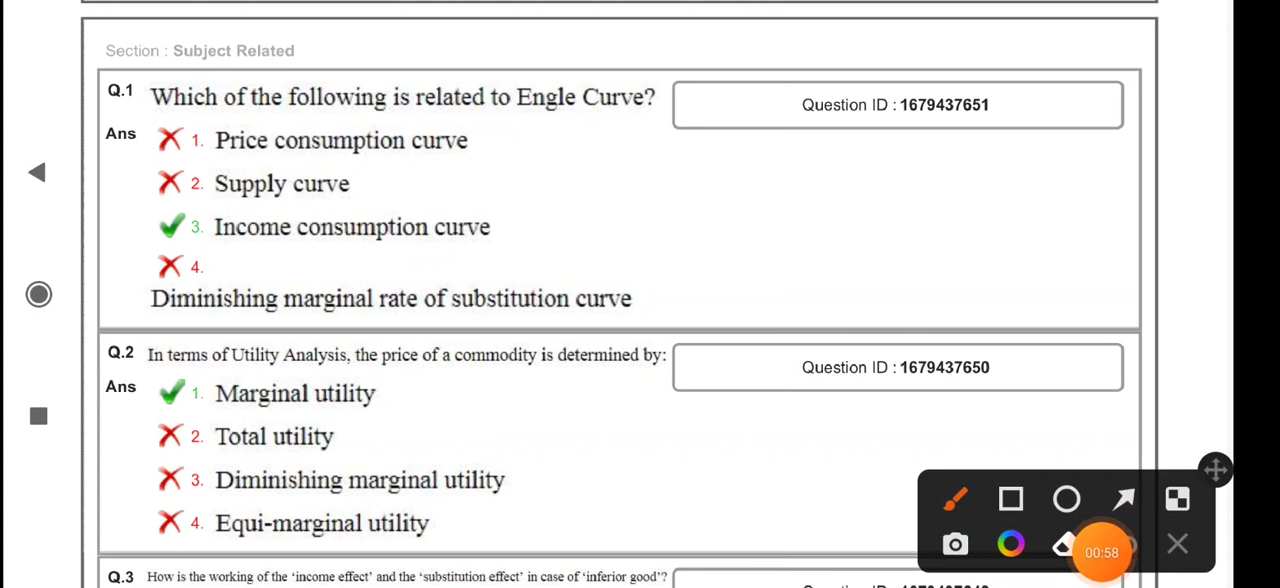 Section : Subject Related
Q.1 Which of the following is related to Engle Curve?
Question ID : 1679437651
Ans 1. Price consumption curve
2. Supply curve
3. Income consumption curve
4.
Diminishing marginal rate of substitution curve
Q.2 In terms of Utility Analysis, the price of a commodity is determined by:
Question ID : 1679437650
Ans 1. Marginal utility
2. Total utility
3. Diminishing marginal utility
4. Equi-marginal utility
00:58
Q.3 How is the working of the 'income effect' and the 'substitution effect' in case of 'inferior good'?